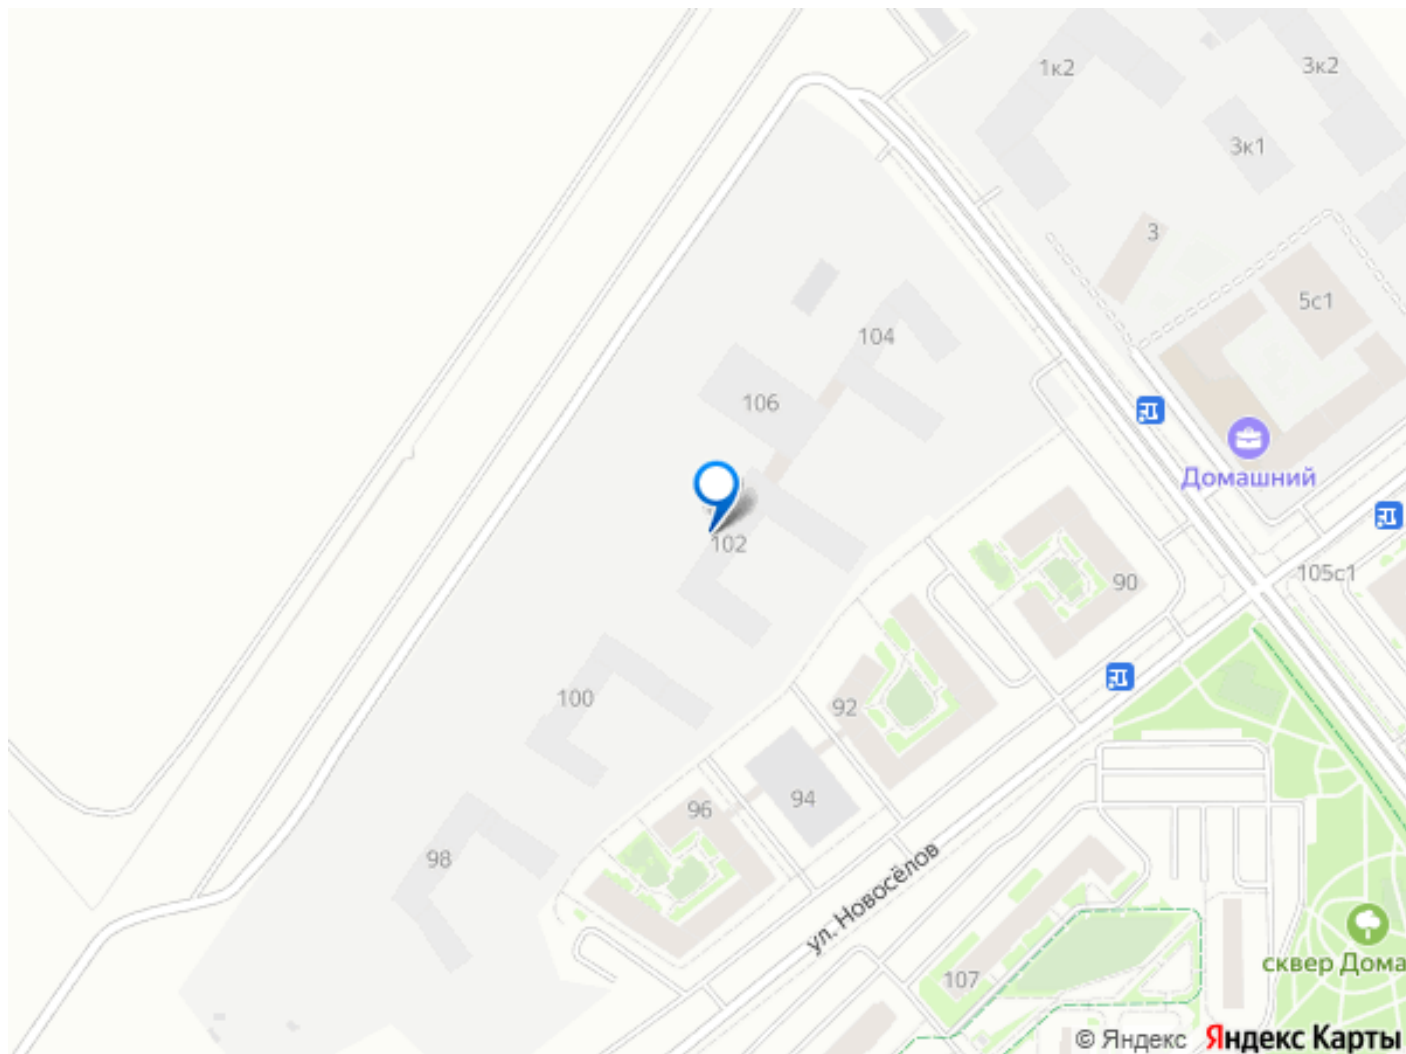 1к2
3к2
3к1
3
5с1
104
106
Домашний
102
105с1
90
100
92
94
96
98
ул. Новосёлов
сквер Дома
107
© Яндекс Яндекс Карты